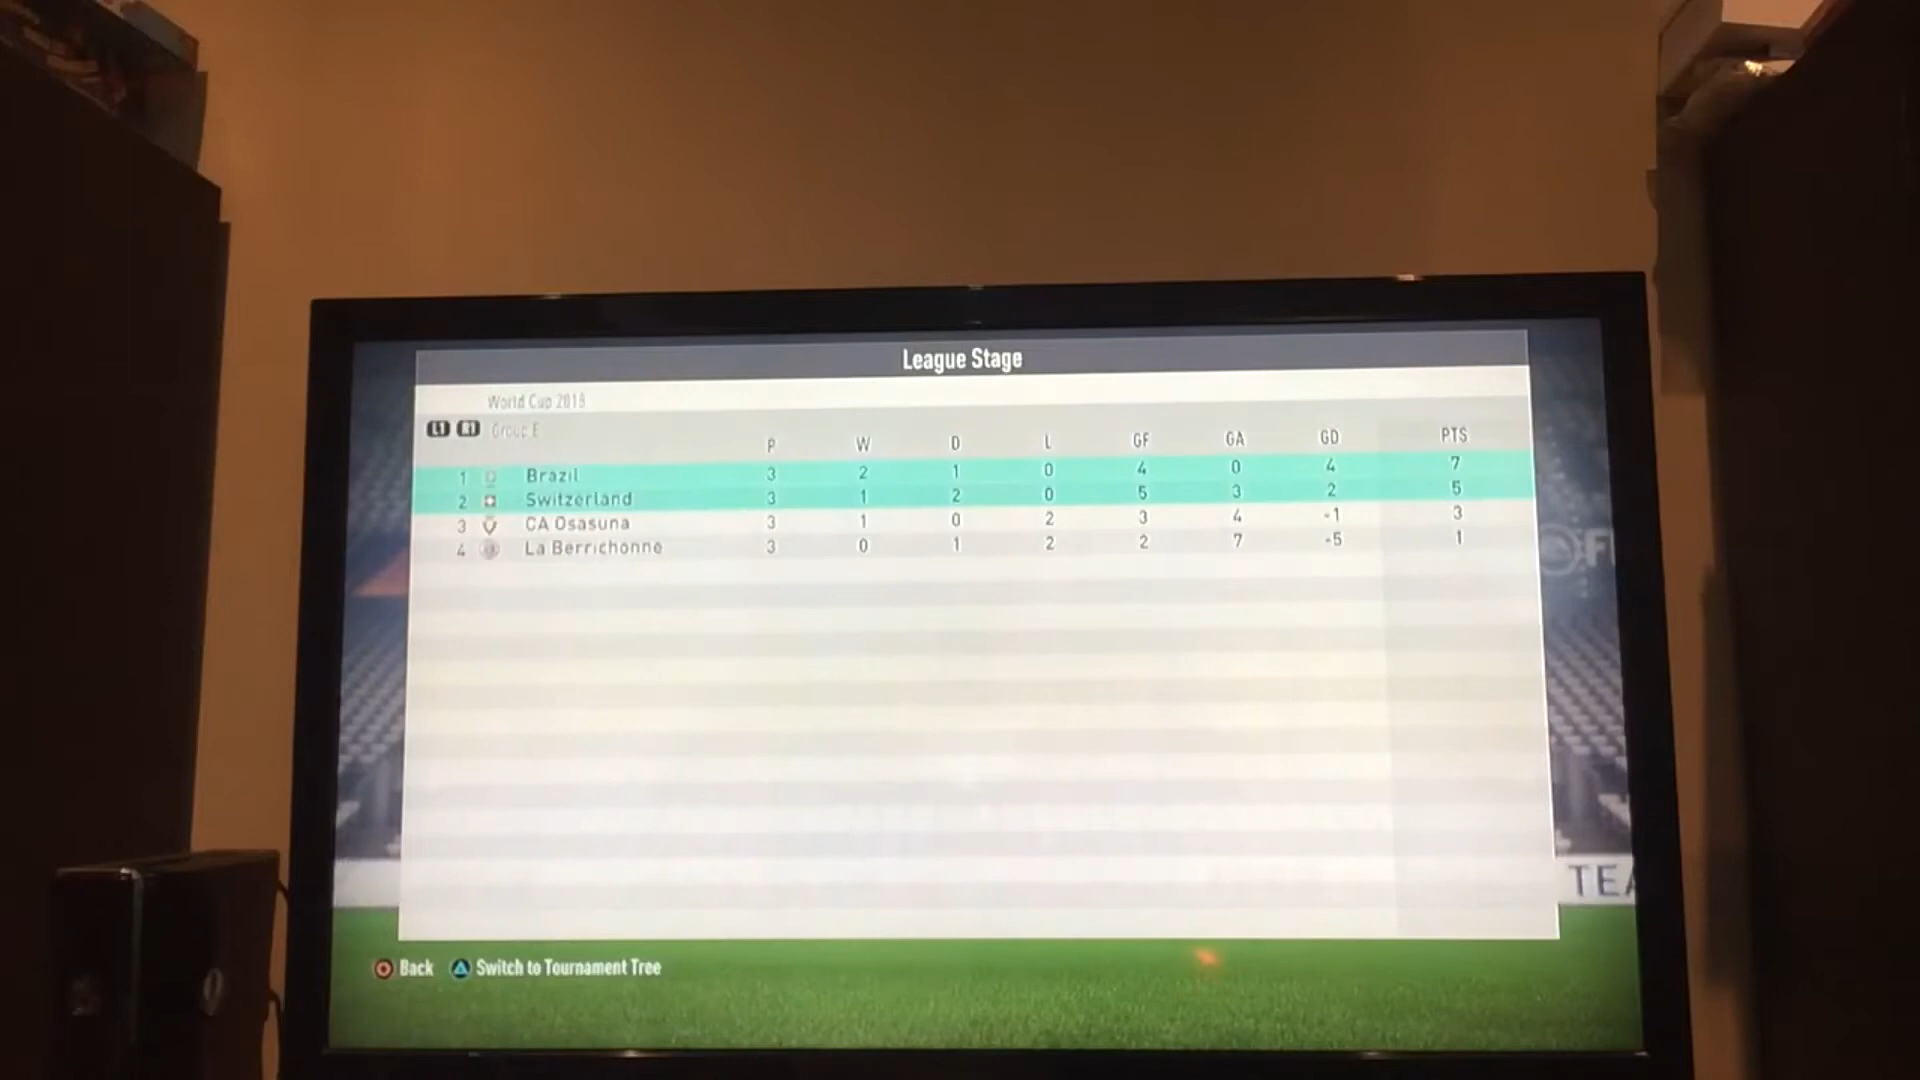 League Stage
World Cup 2018
L1 R1 Group E
P W D L GF GA GD PTS
1 Brazil 3 2 1 0 4 0 4 7
2 Switzerland 3 1 2 0 5 3 2 5
3 CA Osasuna 3 1 0 2 3 4 -1 3
4 La Berrichonne 3 0 1 2 2 7 -5 1
TEA
Back Switch to Tournament Tree